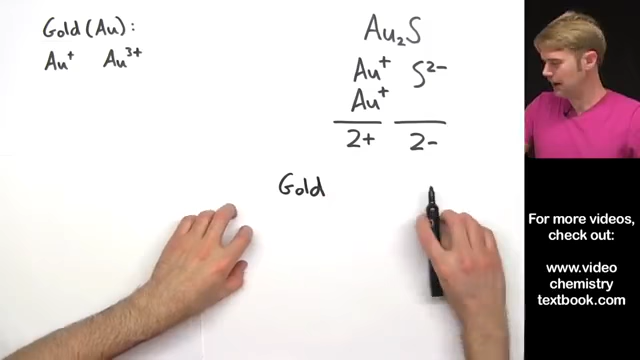 Gold (Au):
Au⁺ Au³⁺
Au₂S
Au⁺ S²⁻
Au⁺
2+ 2-
Gold
For more videos,
check out:
www.video
chemistry
textbook.com